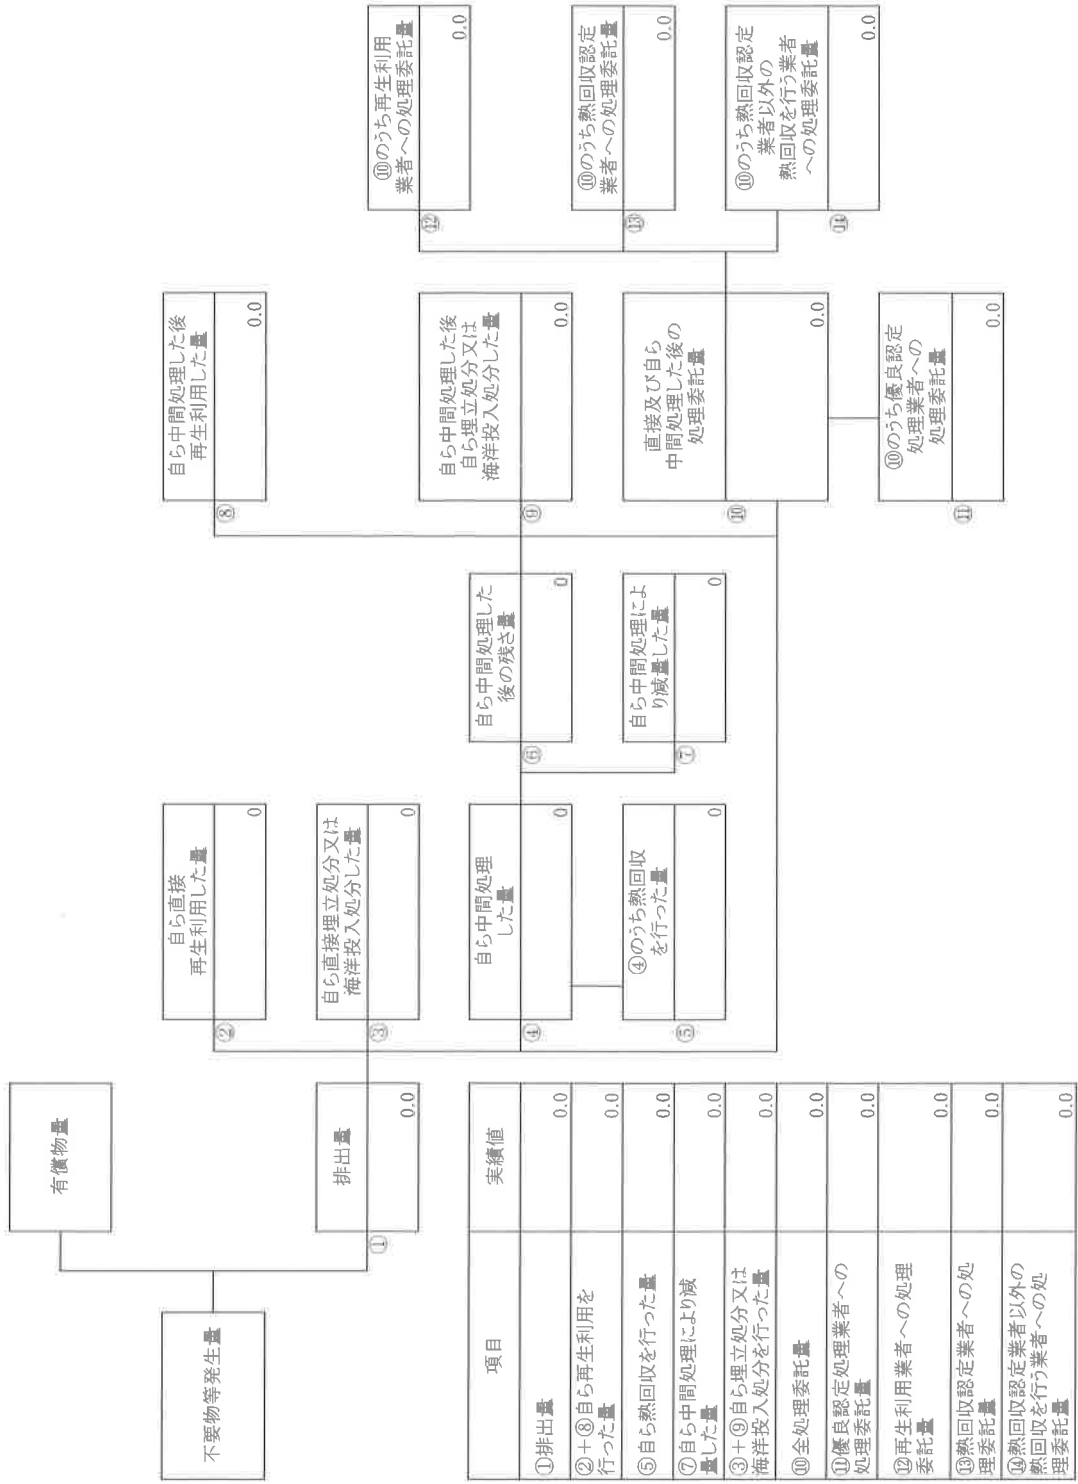 不要物等発生量
有償物量
排出量
①
0.0
自ら直接
再生利用した量
②
0
自ら直接埋立処分又は
海洋投入処分した量
③
0
自ら中間処理
した量
④
0
④のうち熱回収
を行った量
⑤
0
自ら中間処理した
後の残さ量
⑥
0
自ら中間処理によ
り減量した量
⑦
0
自ら中間処理した後
再生利用した量
⑧
0.0
自ら中間処理した後
自ら埋立処分又は
海洋投入処分した量
⑨
0.0
直接及び自ら
中間処理した後の
処理委託量
⑩
0.0
⑩のうち優良認定
処理業者への
処理委託量
⑪
0.0
⑩のうち再生利用
業者への処理委託量
⑫
0.0
⑩のうち熱回収認定
業者への処理委託量
⑬
0.0
⑩のうち熱回収認定
業者以外の
熱回収を行う業者
への処理委託量
⑭
0.0
項目 実績値
①排出量 0.0
②+⑧自ら再生利用を
行った量 0.0
⑤自ら熱回収を行った量 0.0
⑦自ら中間処理により減
量した量 0.0
③+⑨自ら埋立処分又は
海洋投入処分を行った量 0.0
⑩全処理委託量 0.0
⑪優良認定処理業者への
処理委託量 0.0
⑫再生利用業者への処理
委託量 0.0
⑬熱回収認定業者への処
理委託量 0.0
⑭熱回収認定業者以外の
熱回収を行う業者への処
理委託量 0.0